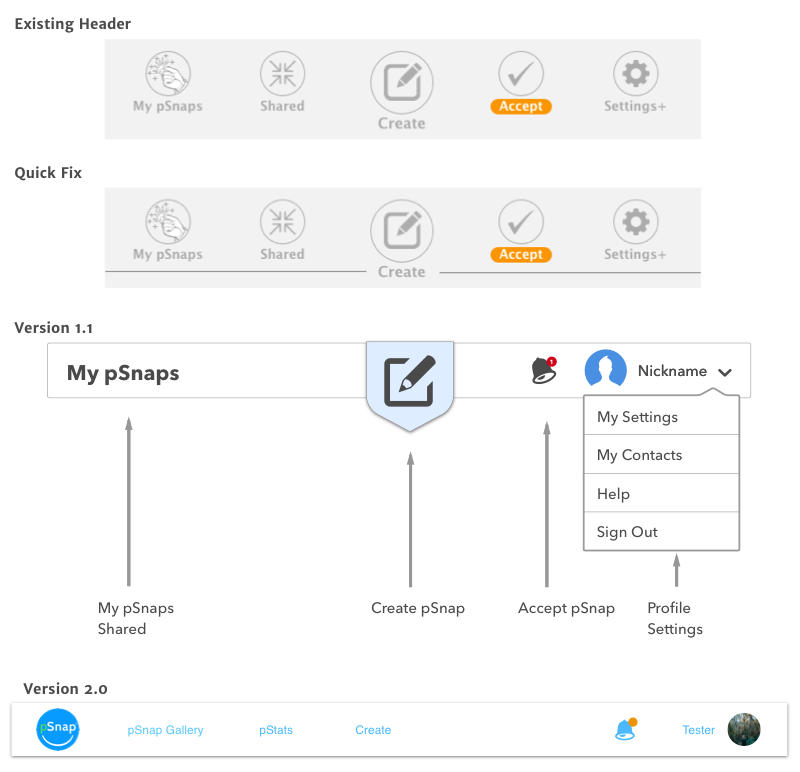 Existing Header
My pSnaps
Shared
Create
Accept
Settings+
Quick Fix
My pSnaps
Shared
Create
Accept
Settings+
Version 1.1
My pSnaps
1
Nickname
My Settings
My Contacts
Help
Sign Out
My pSnaps
Shared
Create pSnap
Accept pSnap
Profile
Settings
Version 2.0
pSnap
pSnap Gallery
pStats
Create
Tester